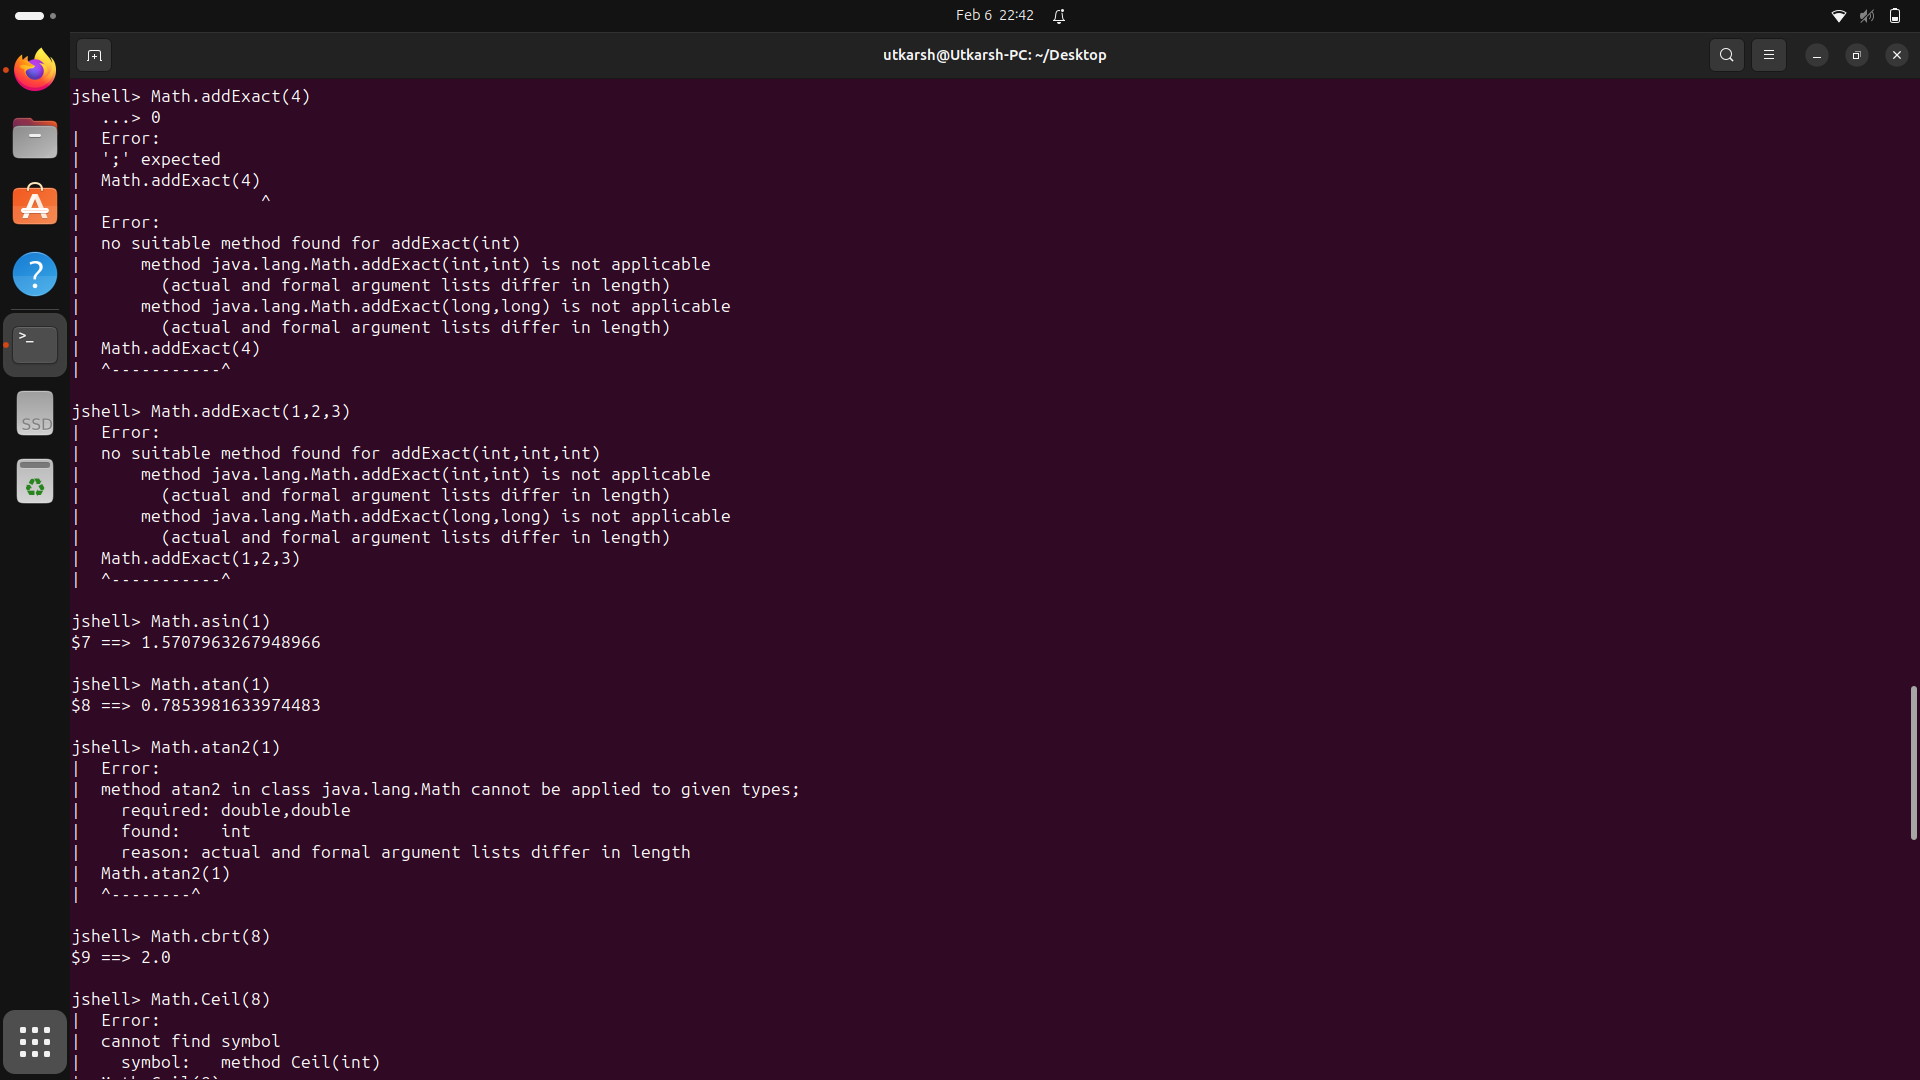 Feb 6 22:42
utkarsh@Utkarsh-PC: ~/Desktop
jshell> Math.addExact(4)
   ...> 0
|  Error:
|  ';' expected
|  Math.addExact(4)
|                  ^
|  Error:
|  no suitable method found for addExact(int)
|      method java.lang.Math.addExact(int,int) is not applicable
|        (actual and formal argument lists differ in length)
|      method java.lang.Math.addExact(long,long) is not applicable
|        (actual and formal argument lists differ in length)
|  Math.addExact(4)
|  ^-----------^
jshell> Math.addExact(1,2,3)
|  Error:
|  no suitable method found for addExact(int,int,int)
|      method java.lang.Math.addExact(int,int) is not applicable
|        (actual and formal argument lists differ in length)
|      method java.lang.Math.addExact(long,long) is not applicable
|        (actual and formal argument lists differ in length)
|  Math.addExact(1,2,3)
|  ^-----------^
jshell> Math.asin(1)
$7 ==> 1.5707963267948966
jshell> Math.atan(1)
$8 ==> 0.7853981633974483
jshell> Math.atan2(1)
|  Error:
|  method atan2 in class java.lang.Math cannot be applied to given types;
|    required: double,double
|    found:    int
|    reason: actual and formal argument lists differ in length
|  Math.atan2(1)
|  ^--------^
jshell> Math.cbrt(8)
$9 ==> 2.0
jshell> Math.Ceil(8)
|  Error:
|  cannot find symbol
|    symbol:   method Ceil(int)
|  Math.Ceil(8)
SSD